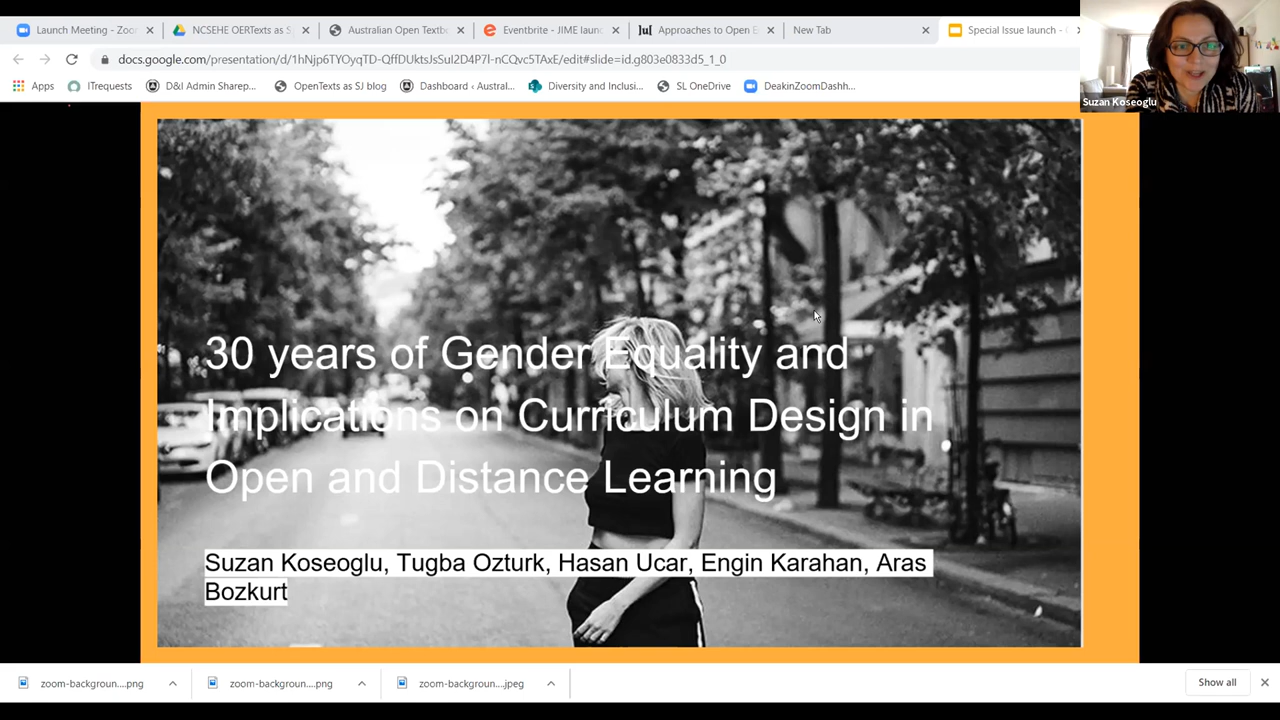 Launch Meeting - Zoo
NCSEHE OERTexts as S
Australian Open Textb
Eventbrite - JIME laun
[u] Approaches to Open E
New Tab
Special Issue launch - G
docs.google.com/presentation/d/1hNjp6TYOyqTD-QffDUktsJsSuI2D4P7l-nQlvc5TAxE/edit#slide=id.g803e0833d5_1_0
Apps
ITrequests
D&I Admin Sharep...
OpenTexts as SJ blog
Dashboard ‹ Austral...
Diversity and Inclusi...
SL OneDrive
DeakinZoomDashh...
Suzan Koseoglu
30 years of Gender Equality and
Implications on Curriculum Design in
Open and Distance Learning
Suzan Koseoglu, Tugba Ozturk, Hasan Ucar, Engin Karahan, Aras
Bozkurt
zoom-backgroun....png
zoom-backgroun....png
zoom-backgroun....jpeg
Show all